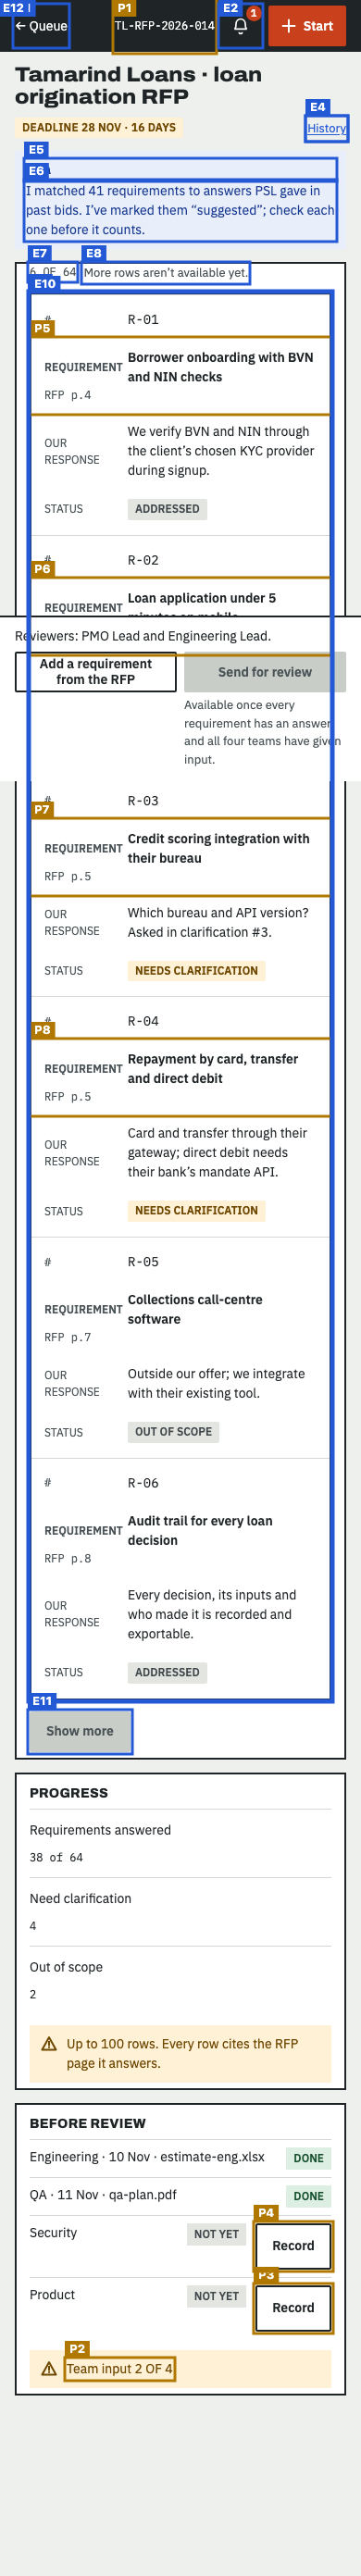 E12
P1
E2
← Queue
TL-RFP-2026-014
1
Start
Tamarind Loans · loan
origination RFP
E4
DEADLINE 28 NOV · 16 DAYS
History
E5
E6
I matched 41 requirements to answers PSL gave in
past bids. I’ve marked them “suggested”; check each
one before it counts.
E7
E8
6 OF 64
More rows aren’t available yet.
E10
# R-01
P5
REQUIREMENT Borrower onboarding with BVN
and NIN checks
RFP p.4
OUR
RESPONSE
We verify BVN and NIN through
the client’s chosen KYC provider
during signup.
STATUS ADDRESSED
# R-02
P6
REQUIREMENT Loan application under 5
Reviewers: PMO Lead and Engineering Lead.
Add a requirement
from the RFP
Send for review
Available once every
requirement has an answer
and all four teams have given
input.
# R-03
P7
REQUIREMENT Credit scoring integration with
their bureau
RFP p.5
OUR
RESPONSE
Which bureau and API version?
Asked in clarification #3.
STATUS NEEDS CLARIFICATION
# R-04
P8
REQUIREMENT Repayment by card, transfer
and direct debit
RFP p.5
OUR
RESPONSE
Card and transfer through their
gateway; direct debit needs
their bank’s mandate API.
STATUS NEEDS CLARIFICATION
# R-05
REQUIREMENT Collections call-centre
software
RFP p.7
OUR
RESPONSE
Outside our offer; we integrate
with their existing tool.
STATUS OUT OF SCOPE
# R-06
REQUIREMENT Audit trail for every loan
decision
RFP p.8
OUR
RESPONSE
Every decision, its inputs and
who made it is recorded and
exportable.
STATUS ADDRESSED
E11
Show more
PROGRESS
Requirements answered
38 of 64
Need clarification
4
Out of scope
2
Up to 100 rows. Every row cites the RFP
page it answers.
BEFORE REVIEW
Engineering · 10 Nov · estimate-eng.xlsx DONE
QA · 11 Nov · qa-plan.pdf DONE
P4
Security NOT YET Record
P3
Product NOT YET Record
P2
Team input 2 OF 4